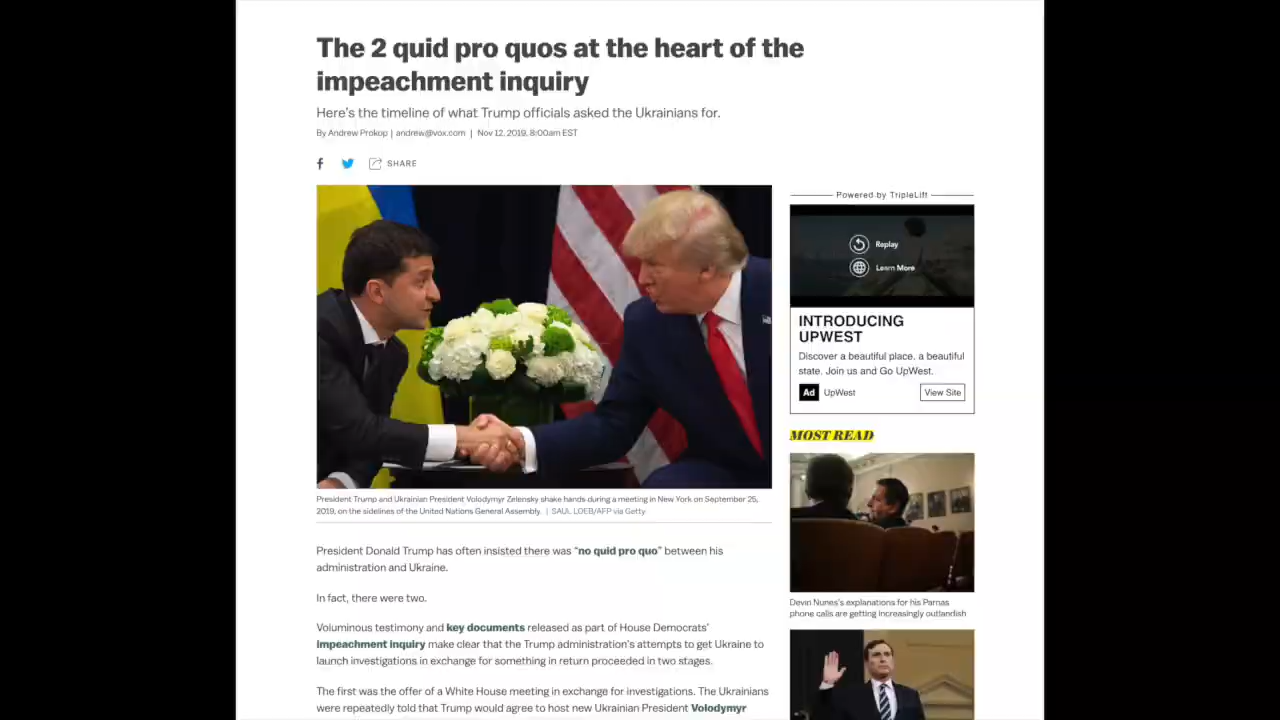 The 2 quid pro quos at the heart of the
impeachment inquiry
Here's the timeline of what Trump officials asked the Ukrainians for.
By Andrew Prokop | andrew@vox.com | Nov 12, 2019, 8:00am EST
SHARE
President Trump and Ukrainian President Volodymyr Zelensky shake hands during a meeting in New York on September 25,
2019, on the sidelines of the United Nations General Assembly. | SAUL LOEB/AFP via Getty
President Donald Trump has often insisted there was “no quid pro quo” between his
administration and Ukraine.
In fact, there were two.
Voluminous testimony and key documents released as part of House Democrats’
impeachment inquiry make clear that the Trump administration’s attempts to get Ukraine to
launch investigations in exchange for something in return proceeded in two stages.
The first was the offer of a White House meeting in exchange for investigations. The Ukrainians
were repeatedly told that Trump would agree to host new Ukrainian President Volodymyr
Powered by TripleLift
Replay
Learn More
INTRODUCING
UPWEST
Discover a beautiful place, a beautiful
state. Join us and Go UpWest.
Ad UpWest View Site
MOST READ
Devin Nunes’s explanations for his Parnas
phone calls are getting increasingly outlandish